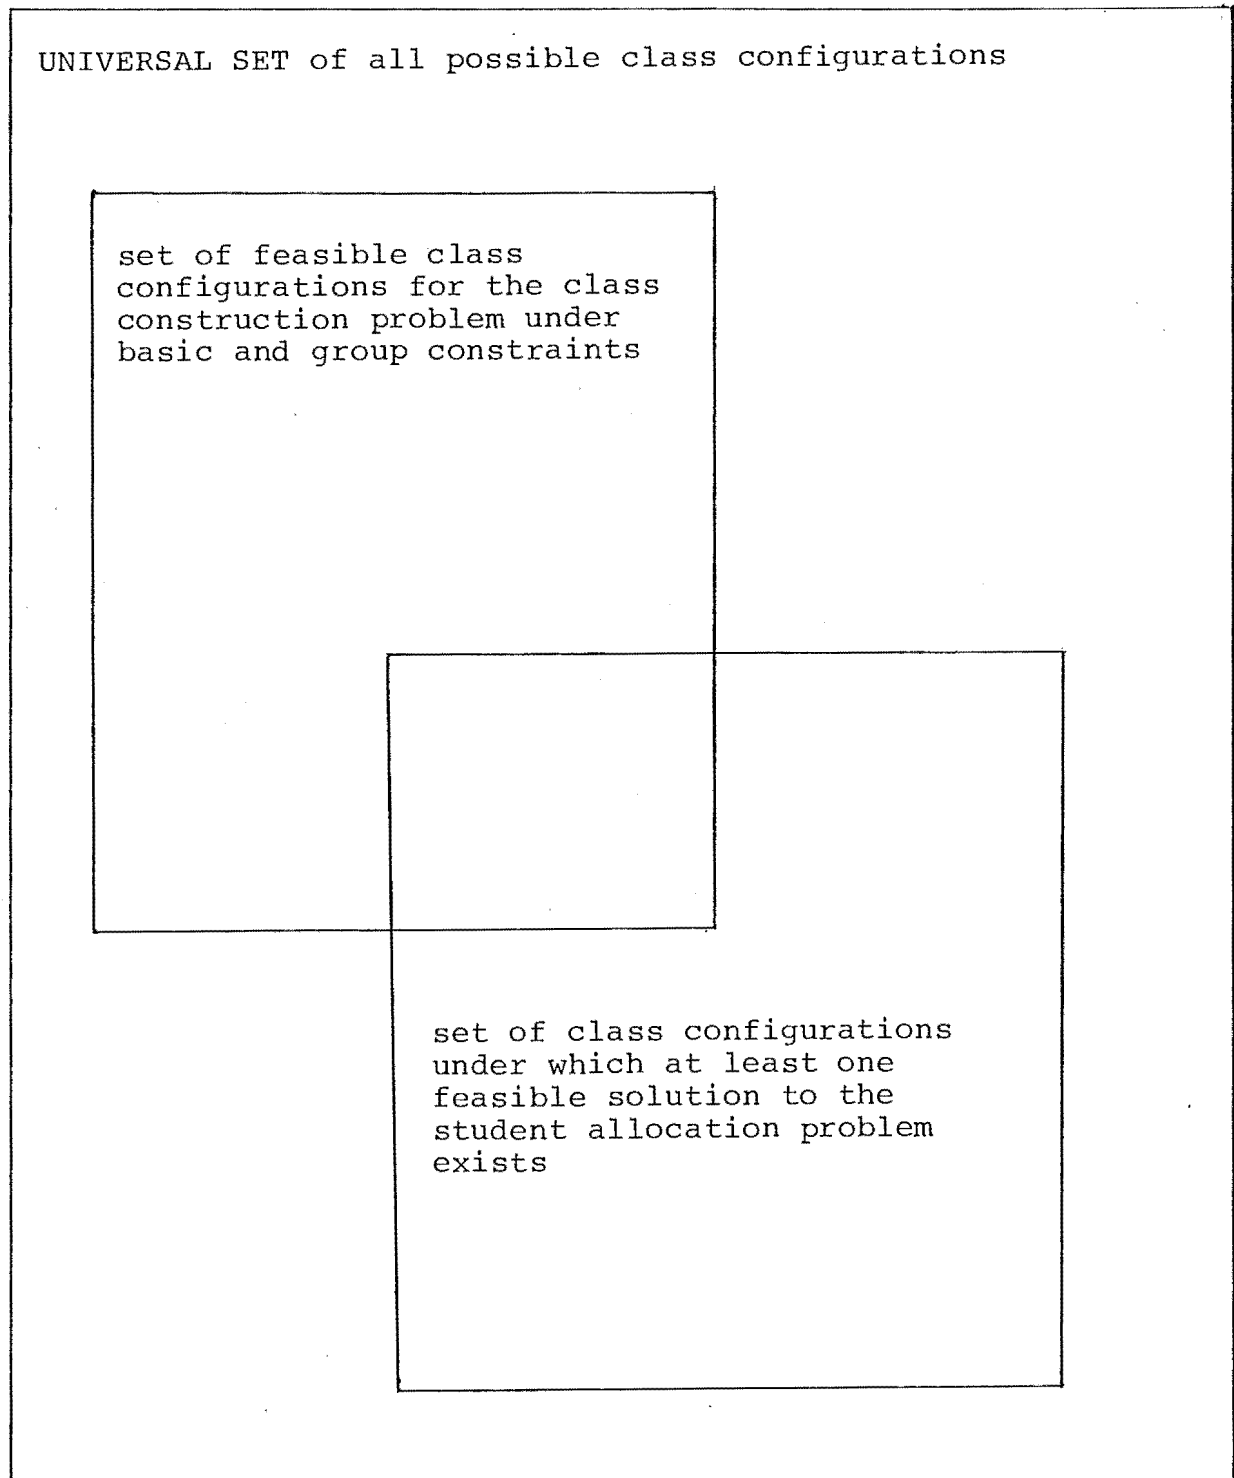 UNIVERSAL SET of all possible class configurations
set of feasible class
configurations for the class
construction problem under
basic and group constraints
set of class configurations
under which at least one
feasible solution to the
student allocation problem
exists